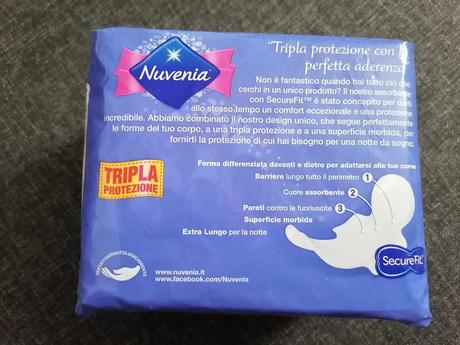 Nuvenia
"Tripla protezione con
perfetta aderenza
Non è fantastico quando hai tutto ciò che
cerchi in un unico prodotto? Il nostro assorbente
con SecureFit™ è stato concepito per darti
allo stesso tempo un comfort eccezionale e una protezione
incredibile. Abbiamo combinato il nostro design unico, che segue perfettamente
le forme del tuo corpo, a una tripla protezione e a una superficie morbida, per
fornirti la protezione di cui hai bisogno per una notte da sogno.
Forma differenziata davanti e dietro per adattarsi alle tue curve
TRIPLA
PROTEZIONE
Barriere lungo tutto il perimetro 1
Cuore assorbente 2
Pareti contro le fuoriuscite 3
Superficie morbida
Extra Lungo per la notte
TESTATO DERMATOLOGICAMENTE
www.nuvenia.it
www.facebook.com/Nuvenia
SecureFit™